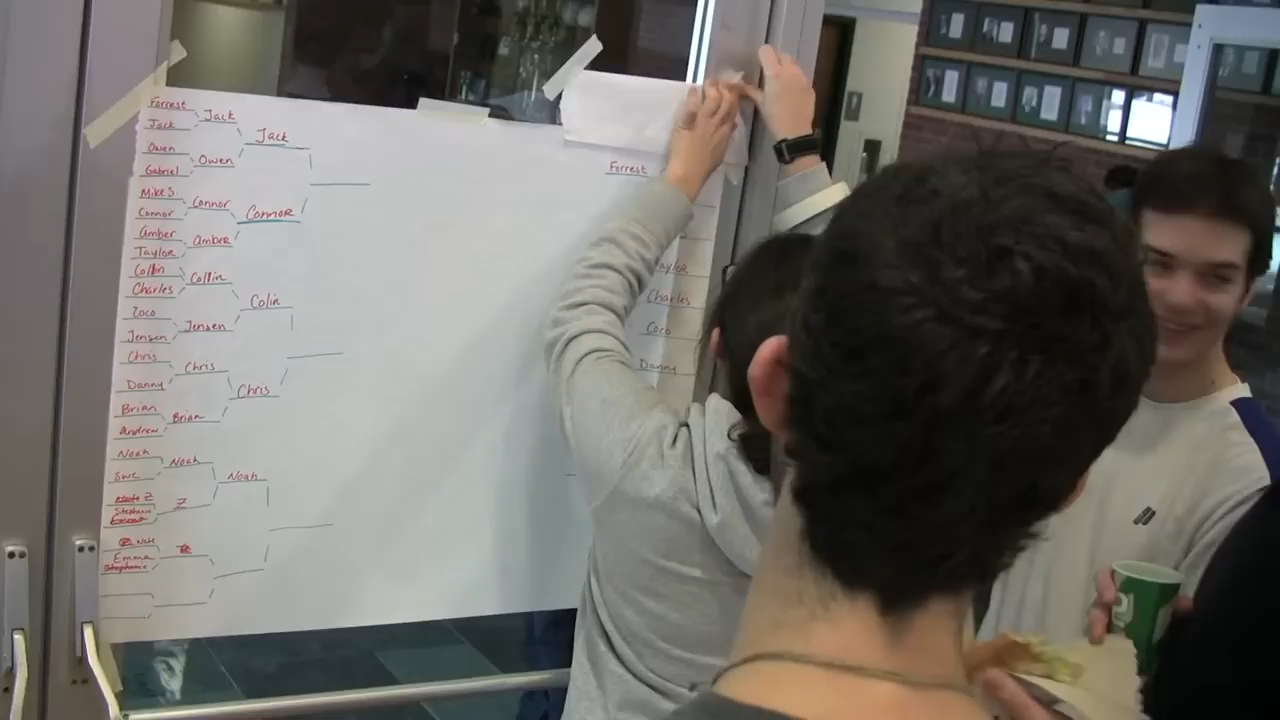 Forrest
Jack
Jack
Jack
Owen
Owen
Gabriel
Mike S.
Connor
Connor
Connor
Amber
Amber
Taylor
Collin
Collin
Charles
Colin
Coco
Jensen
Jensen
Chris
Chris
Danny
Chris
Brian
Brian
Andrew
Noah
Noah
Swe
Noah
Z
Z
Stephanie
Nate
Emma
Stephanie
Forrest
Taylor
Charles
Coco
Danny